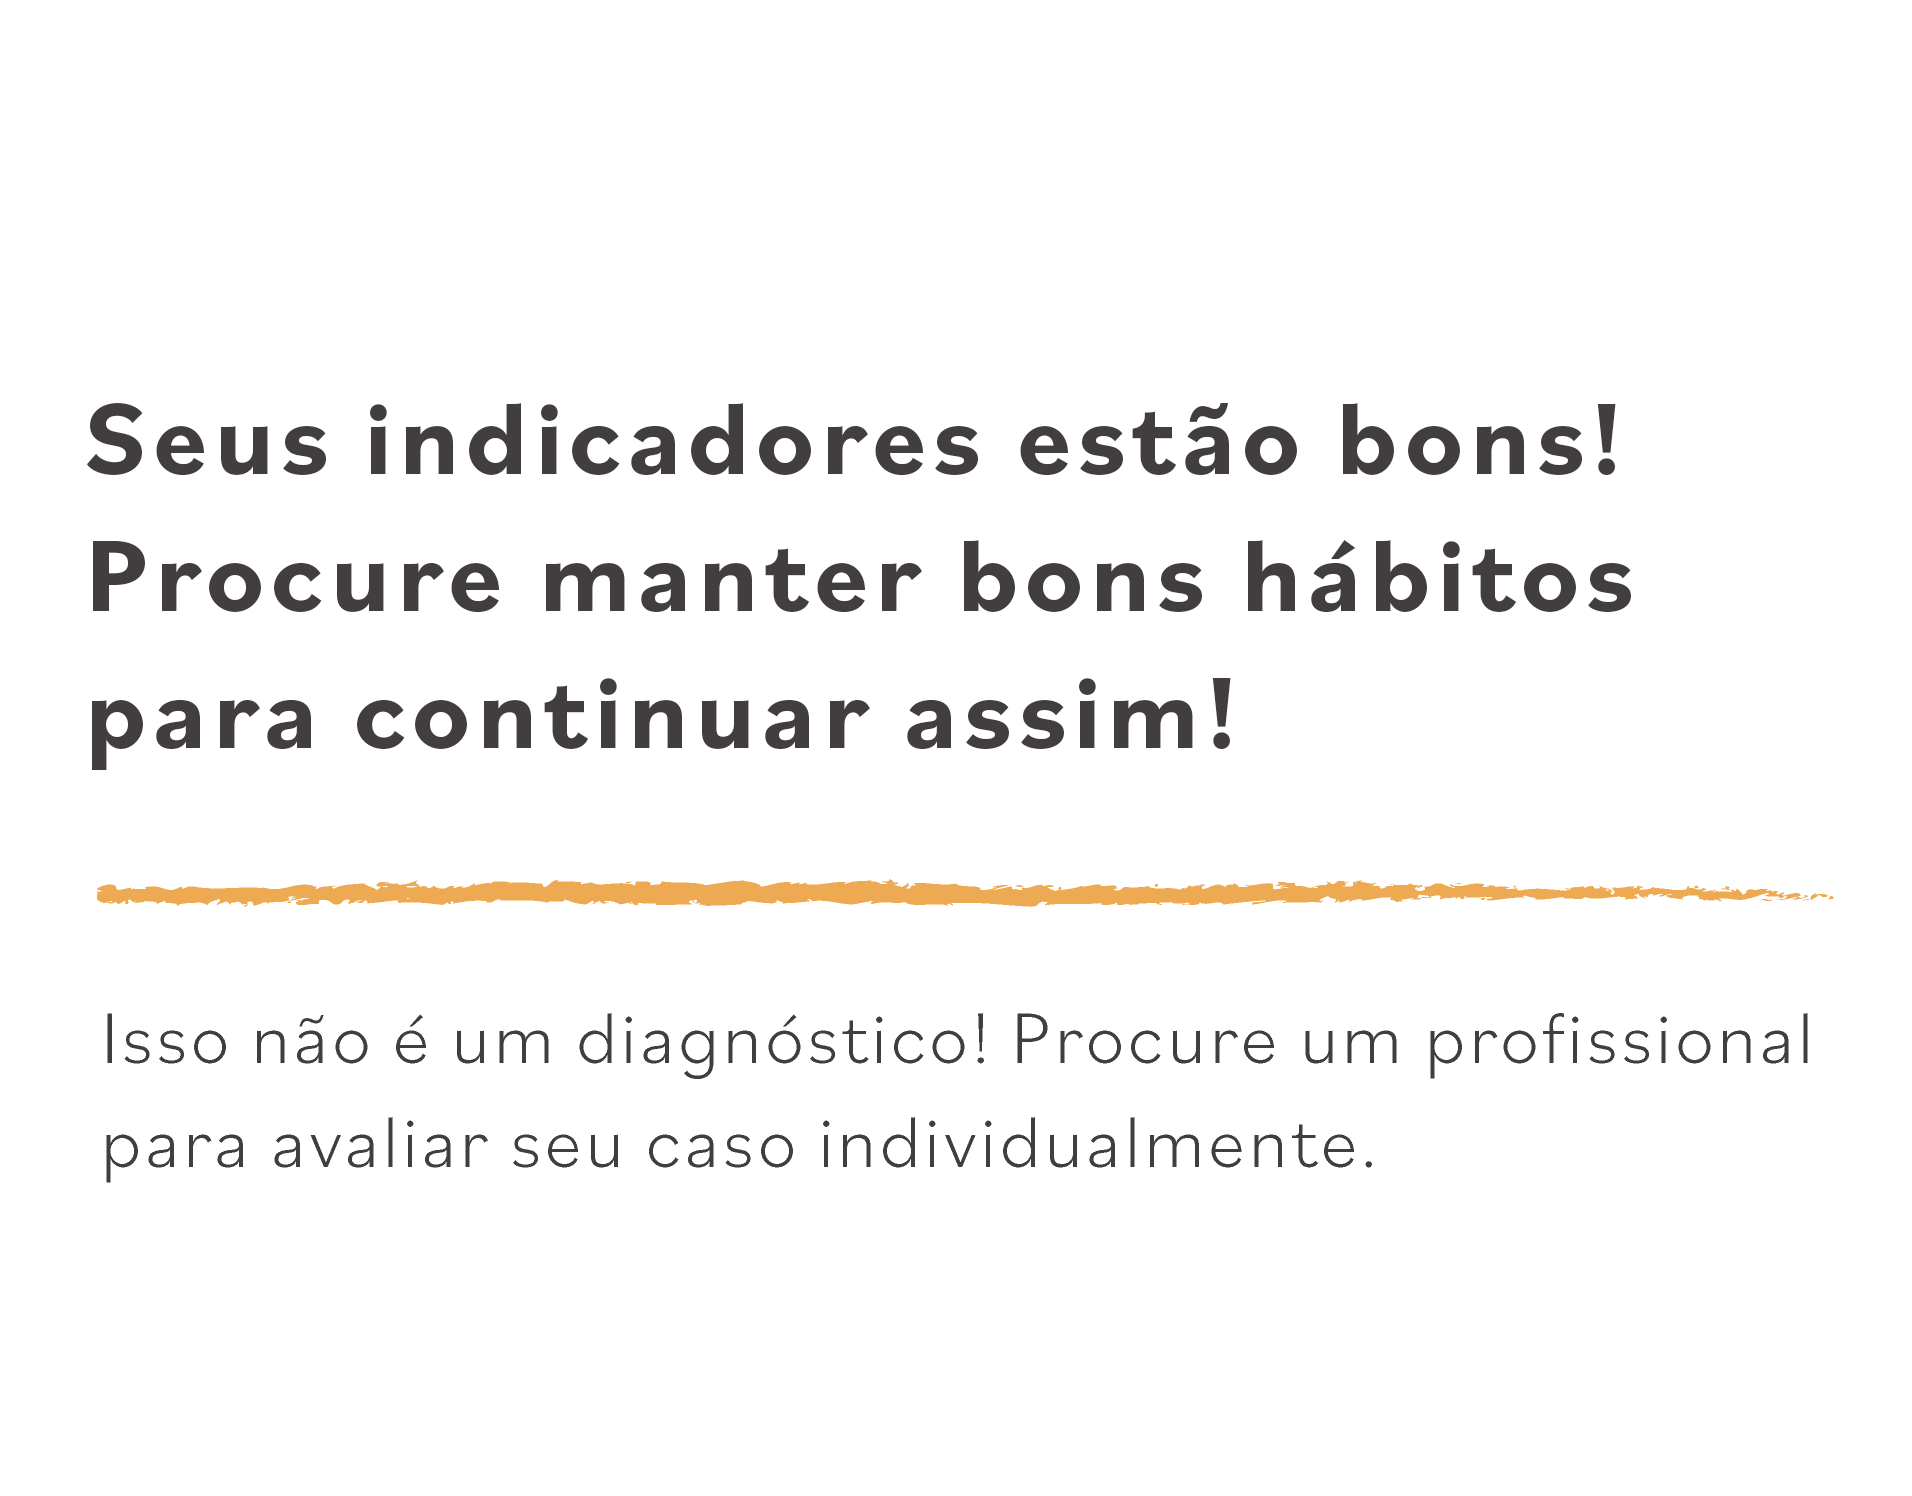 Seus indicadores estão bons!
Procure manter bons hábitos
para continuar assim!
Isso não é um diagnóstico! Procure um profissional
para avaliar seu caso individualmente.